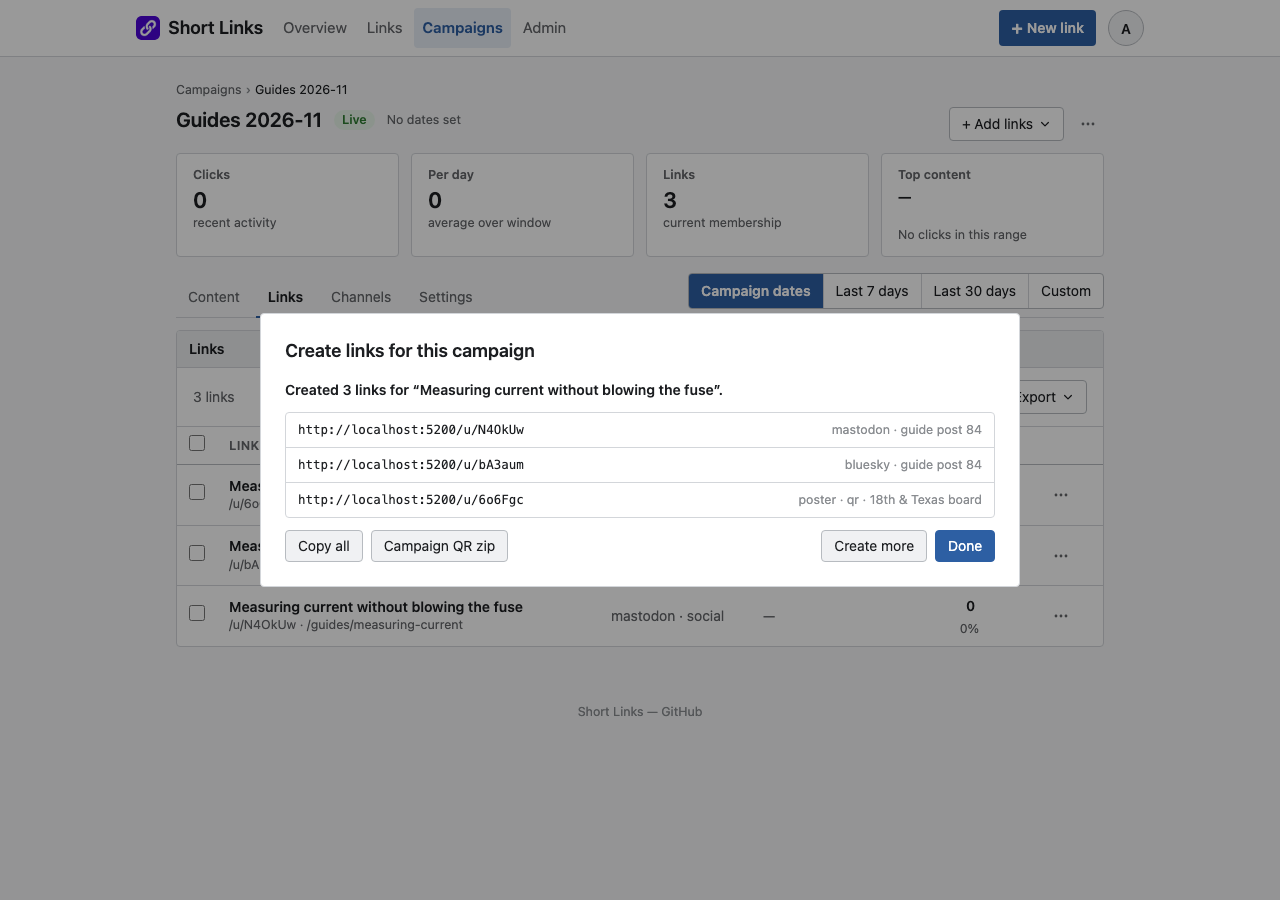 Short Links
Overview
Links
Campaigns
Admin
+ New link
A
Campaigns › Guides 2026-11
Guides 2026-11
Live
No dates set
+ Add links
Clicks
0
recent activity
Per day
0
average over window
Links
3
current membership
Top content
—
No clicks in this range
Content
Links
Channels
Settings
Campaign dates
Last 7 days
Last 30 days
Custom
Links
3 links
Export
LINK
Create links for this campaign
Created 3 links for “Measuring current without blowing the fuse”.
http://localhost:5200/u/N4OkUw
mastodon · guide post 84
http://localhost:5200/u/bA3aum
bluesky · guide post 84
http://localhost:5200/u/6o6Fgc
poster · qr · 18th & Texas board
Copy all
Campaign QR zip
Create more
Done
Meas
/u/6o
Meas
/u/bA
Measuring current without blowing the fuse
/u/N4OkUw · /guides/measuring-current
mastodon · social
—
0
0%
Short Links — GitHub